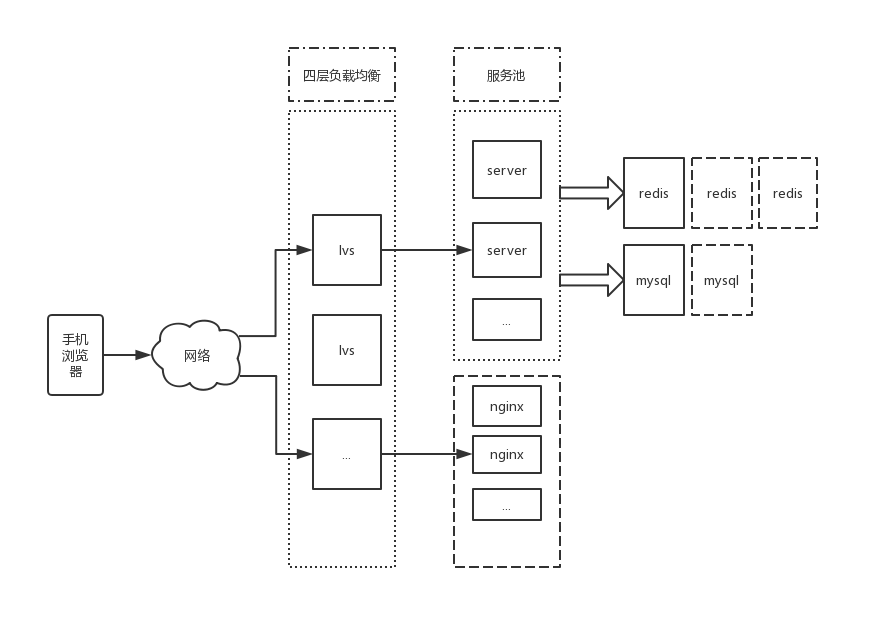 四层负载均衡
服务池
server
redis
redis
redis
lvs
server
mysql
mysql
...
手机
浏览
器
网络
lvs
nginx
...
nginx
...